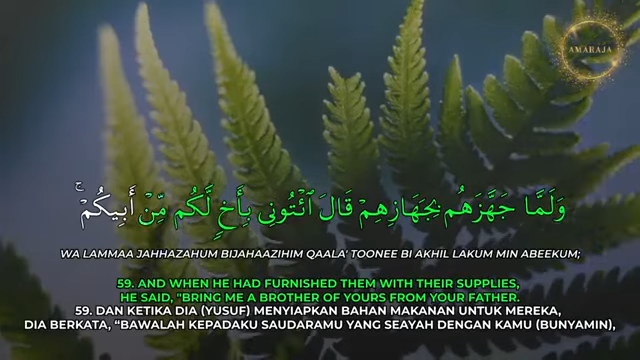 AMARAJA
وَلَمَّا جَهَّزَهُم بِجَهَازِهِمْ قَالَ ٱئْتُونِى بِأَخٍ لَّكُم مِّنْ أَبِيكُمْ ۚ
WA LAMMAA JAHHAZAHUM BIJAHAAZIHIM QAALA' TOONEE BI AKHIL LAKUM MIN ABEEKUM;
59. AND WHEN HE HAD FURNISHED THEM WITH THEIR SUPPLIES,
HE SAID, "BRING ME A BROTHER OF YOURS FROM YOUR FATHER.
59. DAN KETIKA DIA (YUSUF) MENYIAPKAN BAHAN MAKANAN UNTUK MEREKA,
DIA BERKATA, “BAWALAH KEPADAKU SAUDARAMU YANG SEAYAH DENGAN KAMU (BUNYAMIN),